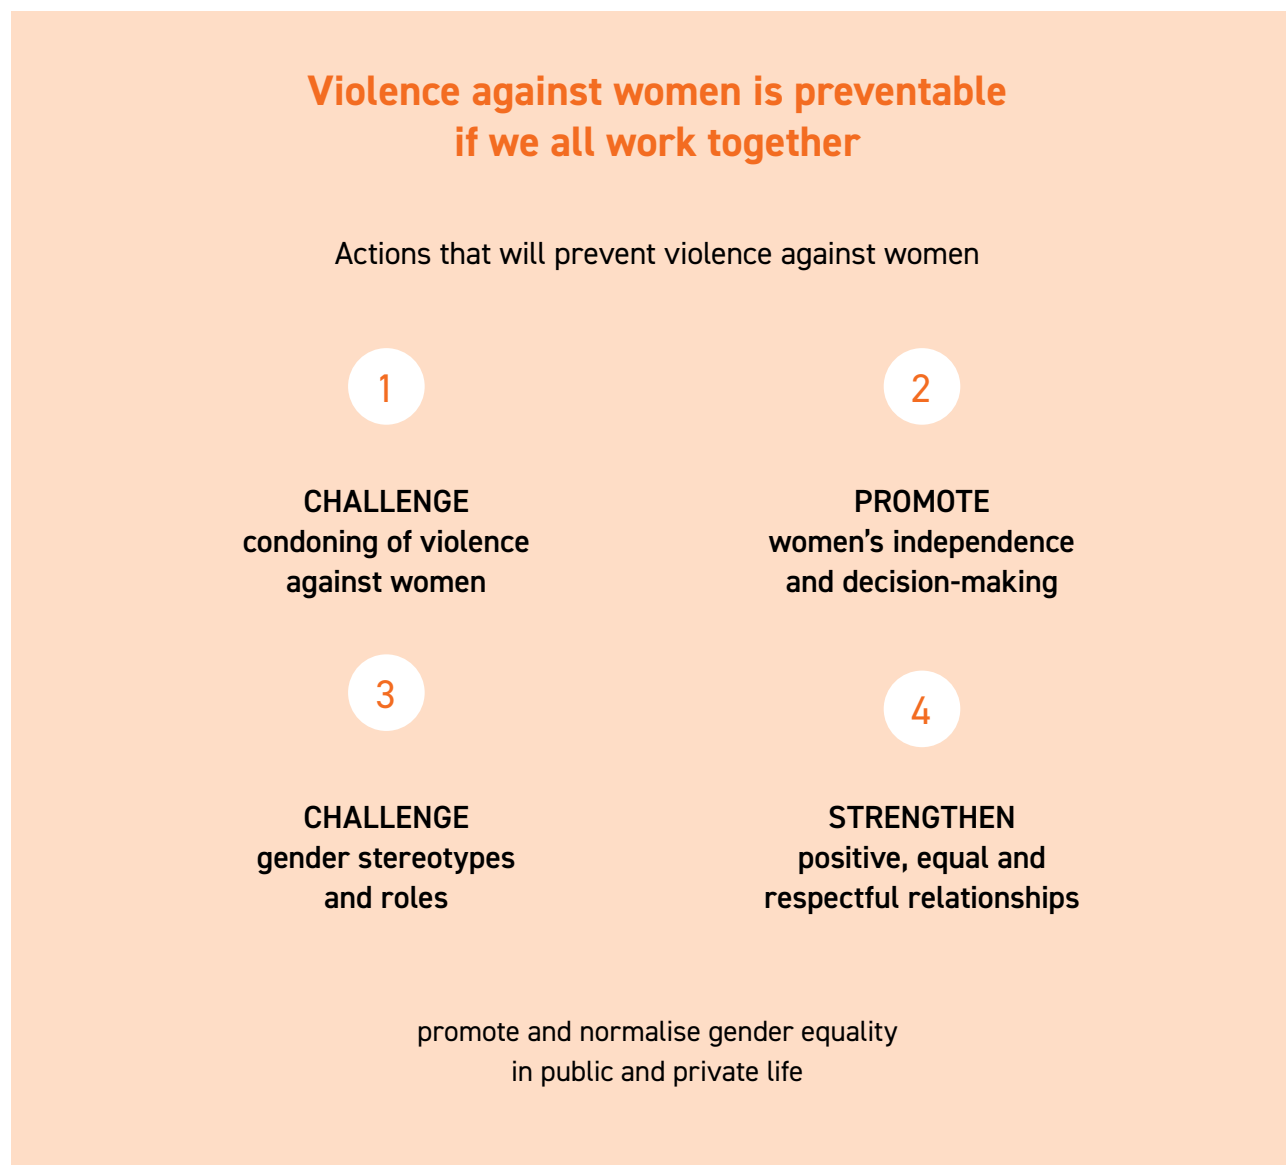 Violence against women is preventable
if we all work together
Actions that will prevent violence against women
1
CHALLENGE
condoning of violence
against women
2
PROMOTE
women's independence
and decision-making
3
CHALLENGE
gender stereotypes
and roles
4
STRENGTHEN
positive, equal and
respectful relationships
promote and normalise gender equality
in public and private life